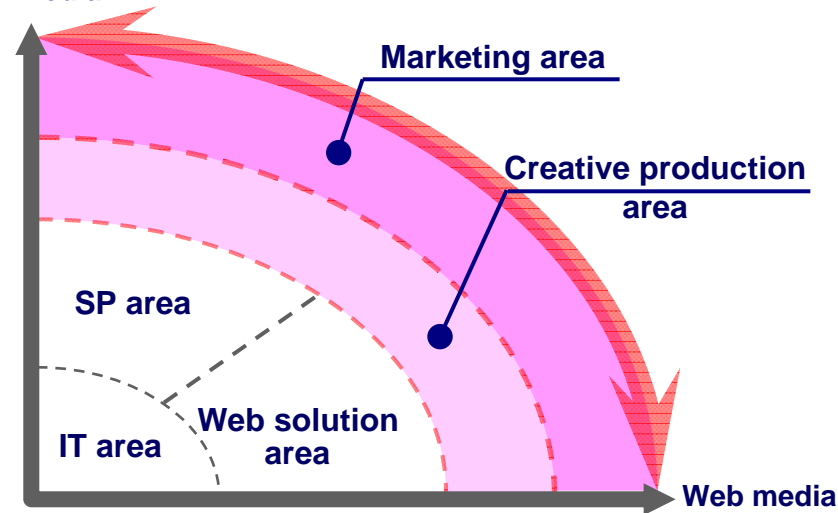 Marketing area
Creative production
area
SP area
Web solution
area
IT area
Web media